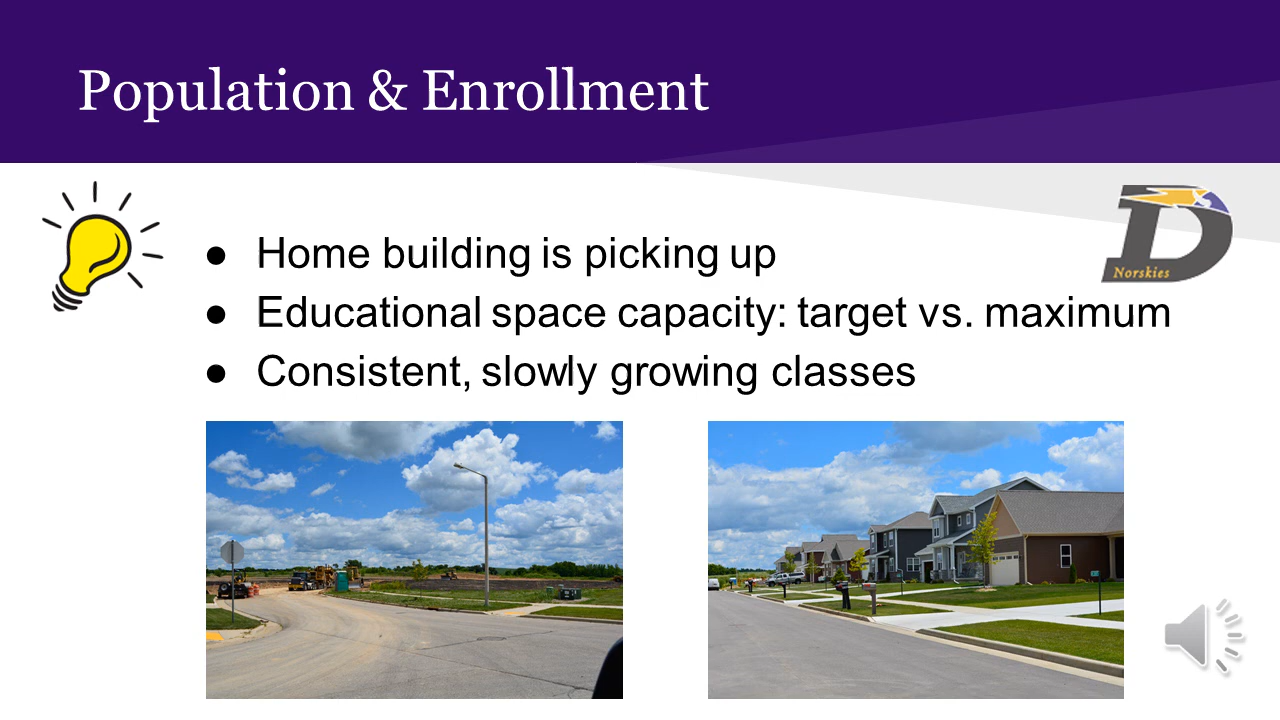 Population & Enrollment
● Home building is picking up
● Educational space capacity: target vs. maximum
● Consistent, slowly growing classes
D
Norskies